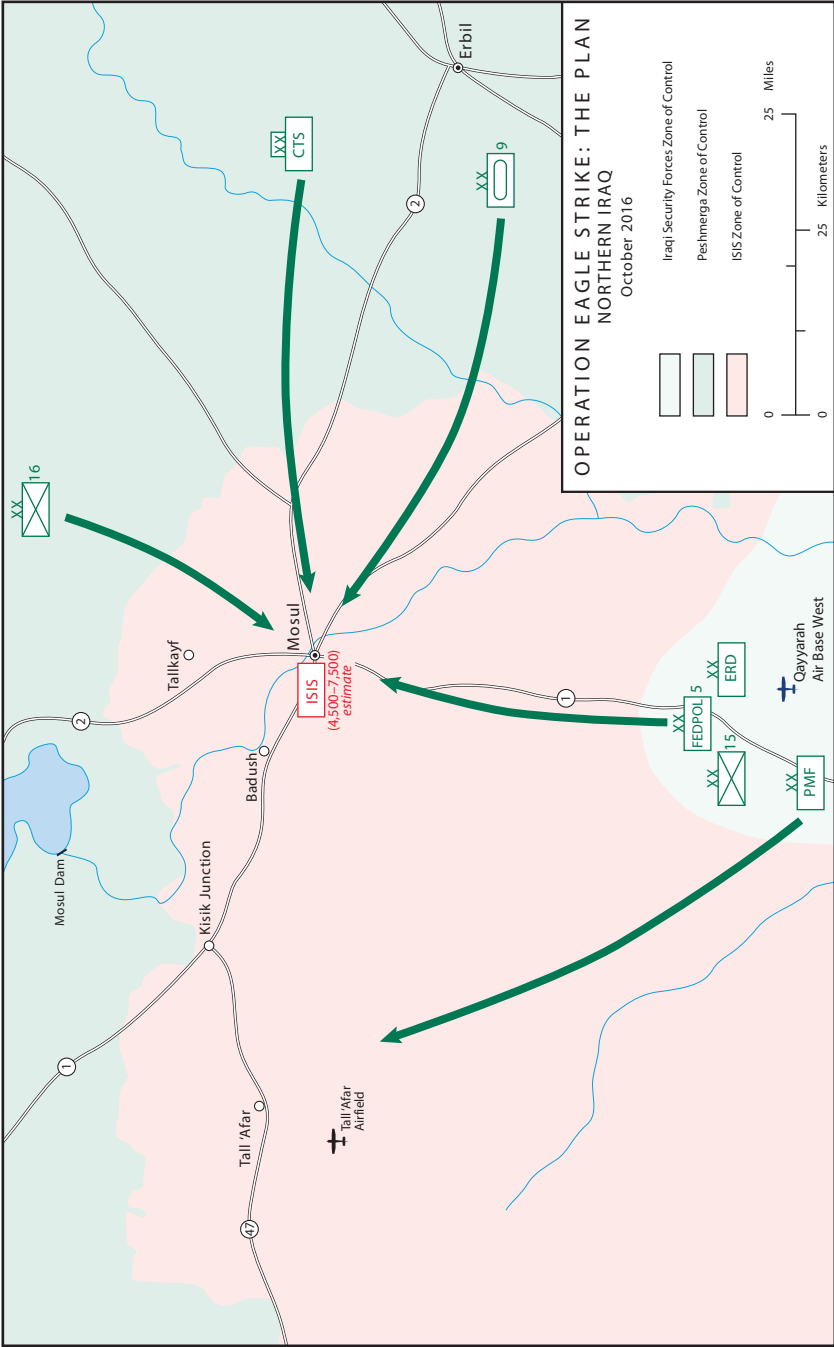 OPERATION EAGLE STRIKE: THE PLAN
NORTHERN IRAQ
October 2016
Iraqi Security Forces Zone of Control
Peshmerga Zone of Control
ISIS Zone of Control
0
25
Miles
0
25
Kilometers
XX
16
XX
CTS
XX
9
Erbil
2
2
Tallkayf
Mosul
ISIS
(4,500–7,500)
estimate
Badush
Mosul Dam
Kisik Junction
1
Tall ‘Afar
47
Tall ‘Afar
Airfield
1
XX
FEDPOL
5
XX
ERD
XX
15
XX
PMF
Qayyarah
Air Base West